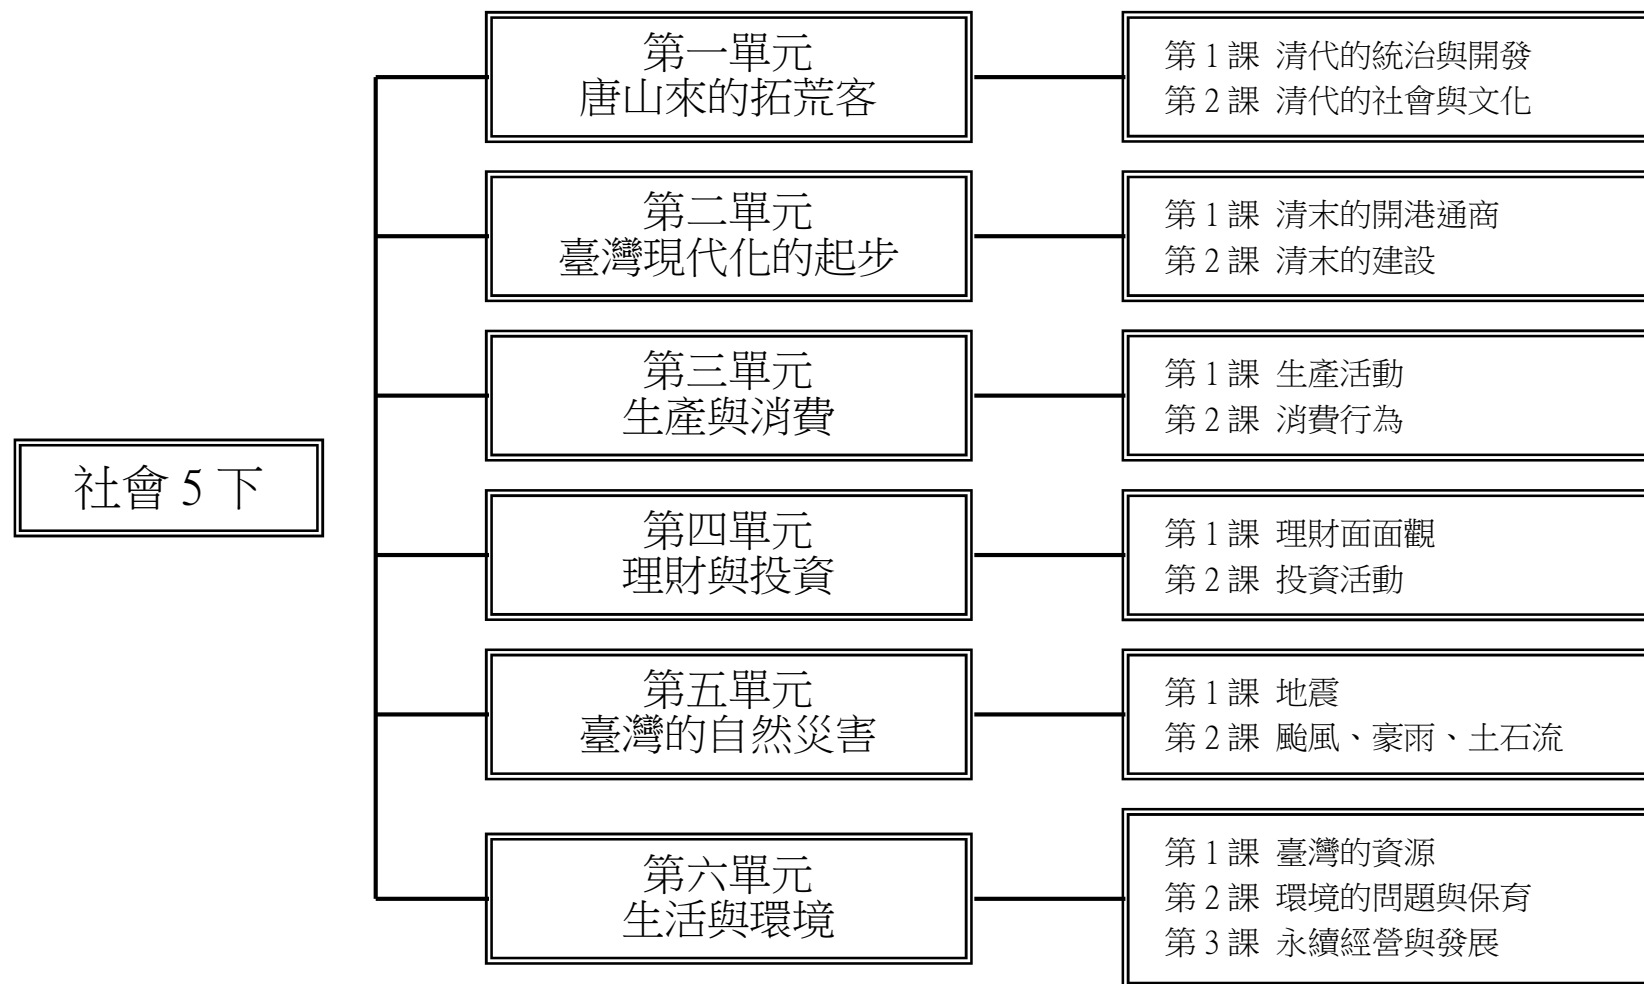 社會 5 下
第一單元
唐山來的拓荒客
第 1 課 清代的統治與開發
第 2 課 清代的社會與文化
第二單元
臺灣現代化的起步
第 1 課 清末的開港通商
第 2 課 清末的建設
第三單元
生產與消費
第 1 課 生產活動
第 2 課 消費行為
第四單元
理財與投資
第 1 課 理財面面觀
第 2 課 投資活動
第五單元
臺灣的自然災害
第 1 課 地震
第 2 課 颱風、豪雨、土石流
第六單元
生活與環境
第 1 課 臺灣的資源
第 2 課 環境的問題與保育
第 3 課 永續經營與發展